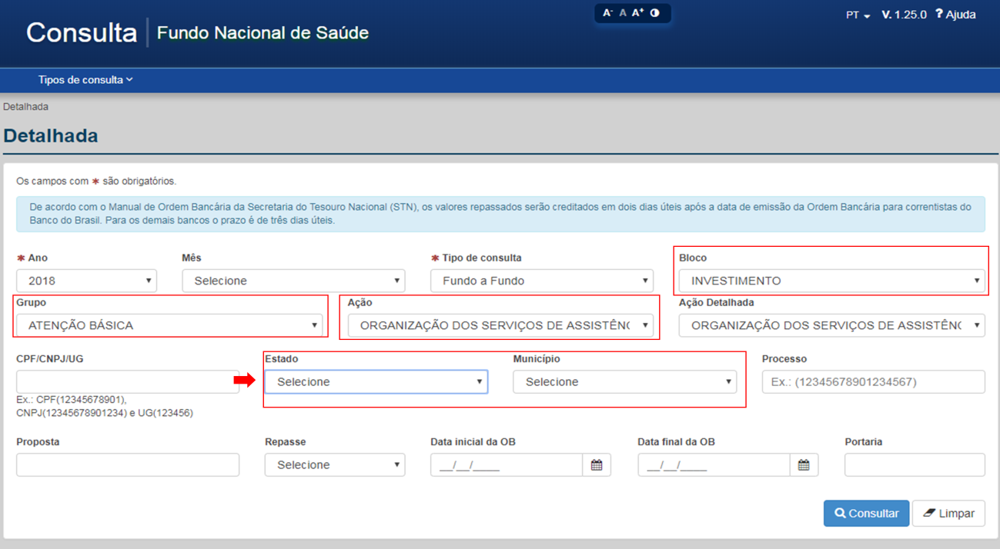 A- A A+
PT V. 1.25.0 ? Ajuda
Consulta | Fundo Nacional de Saúde
Tipos de consulta
Detalhada
Detalhada
Os campos com * são obrigatórios.
De acordo com o Manual de Ordem Bancária da Secretaria do Tesouro Nacional (STN), os valores repassados serão creditados em dois dias úteis após a data de emissão da Ordem Bancária para correntistas do
Banco do Brasil. Para os demais bancos o prazo é de três dias úteis.
* Ano Mês * Tipo de consulta Bloco
2018 Selecione Fundo a Fundo INVESTIMENTO
Grupo Ação Ação Detalhada
ATENÇÃO BÁSICA ORGANIZAÇÃO DOS SERVIÇOS DE ASSISTÊNC ORGANIZAÇÃO DOS SERVIÇOS DE ASSISTÊNC
CPF/CNPJ/UG Estado Município Processo
Selecione Selecione Ex.: (12345678901234567)
Ex.: CPF(12345678901),
CNPJ(12345678901234) e UG(123456)
Proposta Repasse Data inicial da OB Data final da OB Portaria
Selecione __/__/____ __/__/____
Consultar Limpar